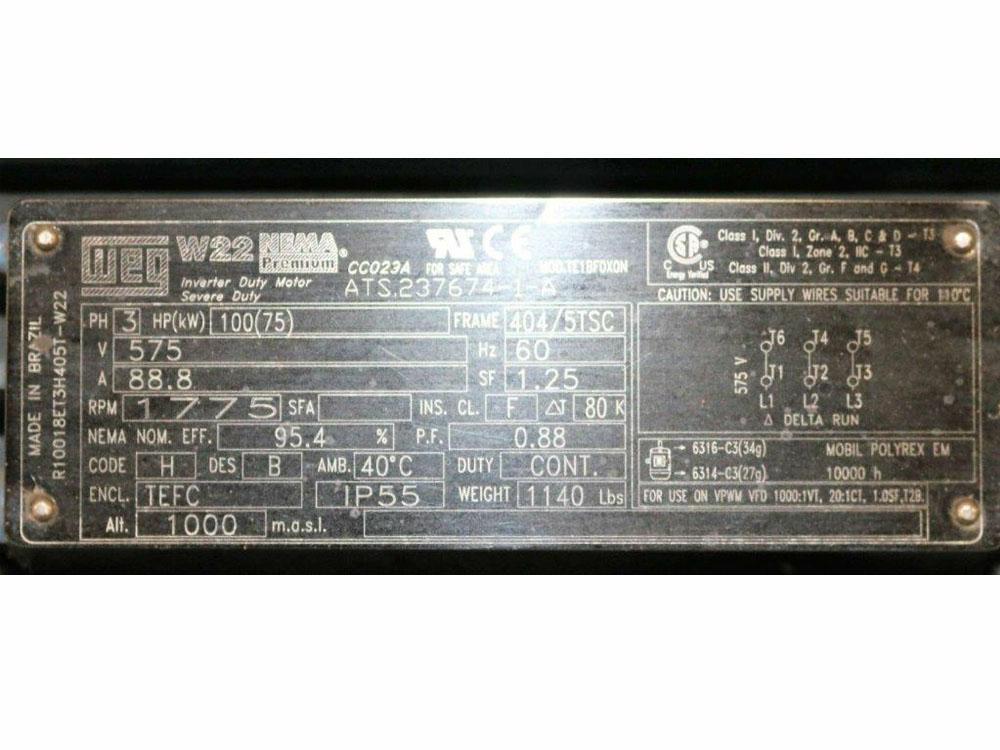 WEG W22 NEMA Premium® CC023A
Inverter Duty Motor
Severe Duty
FOR SAFE AREA MOD.TE1BF0X0N
ATS.237674-1-A
CSA C US Energy Verified
Class I, Div. 2, Gr. A, B, C & D - T3
Class I, Zone 2, IIC - T3
Class II, Div 2, Gr. F and G - T4
CAUTION: USE SUPPLY WIRES SUITABLE FOR 110°C
MADE IN BRAZIL
R10018ET3H405T-W22
PH 3 HP(kW) 100(75) FRAME 404/5TSC
V 575 Hz 60
A 88.8 SF 1.25
RPM 1775 SFA INS. CL. F ΔT 80 K
NEMA NOM. EFF. 95.4 % P.F. 0.88
CODE H DES B AMB. 40°C DUTY CONT.
ENCL. TEFC IP55 WEIGHT 1140 Lbs
Alt. 1000 m.a.s.l.
575 V
T6 T4 T5
T1 T2 T3
L1 L2 L3
Δ DELTA RUN
6316-C3(34g) MOBIL POLYREX EM
6314-C3(27g) 10000 h
FOR USE ON VPWM VFD 1000:1VT, 20:1CT, 1.0SF,T2B.